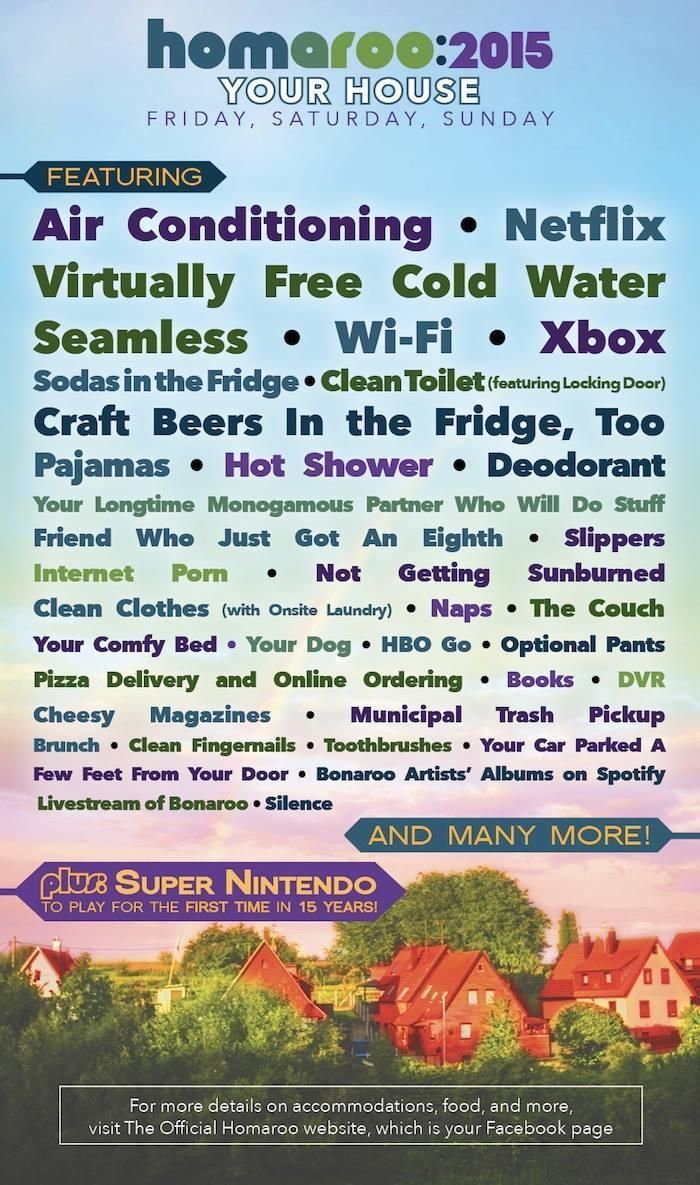 homaroo:2015
YOUR HOUSE
FRIDAY, SATURDAY, SUNDAY
FEATURING
Air Conditioning • Netflix
Virtually Free Cold Water
Seamless • Wi-Fi • Xbox
Sodas in the Fridge • Clean Toilet (featuring Locking Door)
Craft Beers In the Fridge, Too
Pajamas • Hot Shower • Deodorant
Your Longtime Monogamous Partner Who Will Do Stuff
Friend Who Just Got An Eighth • Slippers
Internet Porn • Not Getting Sunburned
Clean Clothes (with Onsite Laundry) • Naps • The Couch
Your Comfy Bed • Your Dog • HBO Go • Optional Pants
Pizza Delivery and Online Ordering • Books • DVR
Cheesy Magazines • Municipal Trash Pickup
Brunch • Clean Fingernails • Toothbrushes • Your Car Parked A
Few Feet From Your Door • Bonaroo Artists' Albums on Spotify
Livestream of Bonaroo • Silence
AND MANY MORE!
plus: SUPER NINTENDO
TO PLAY FOR THE FIRST TIME IN 15 YEARS!
For more details on accommodations, food, and more,
visit The Official Homaroo website, which is your Facebook page